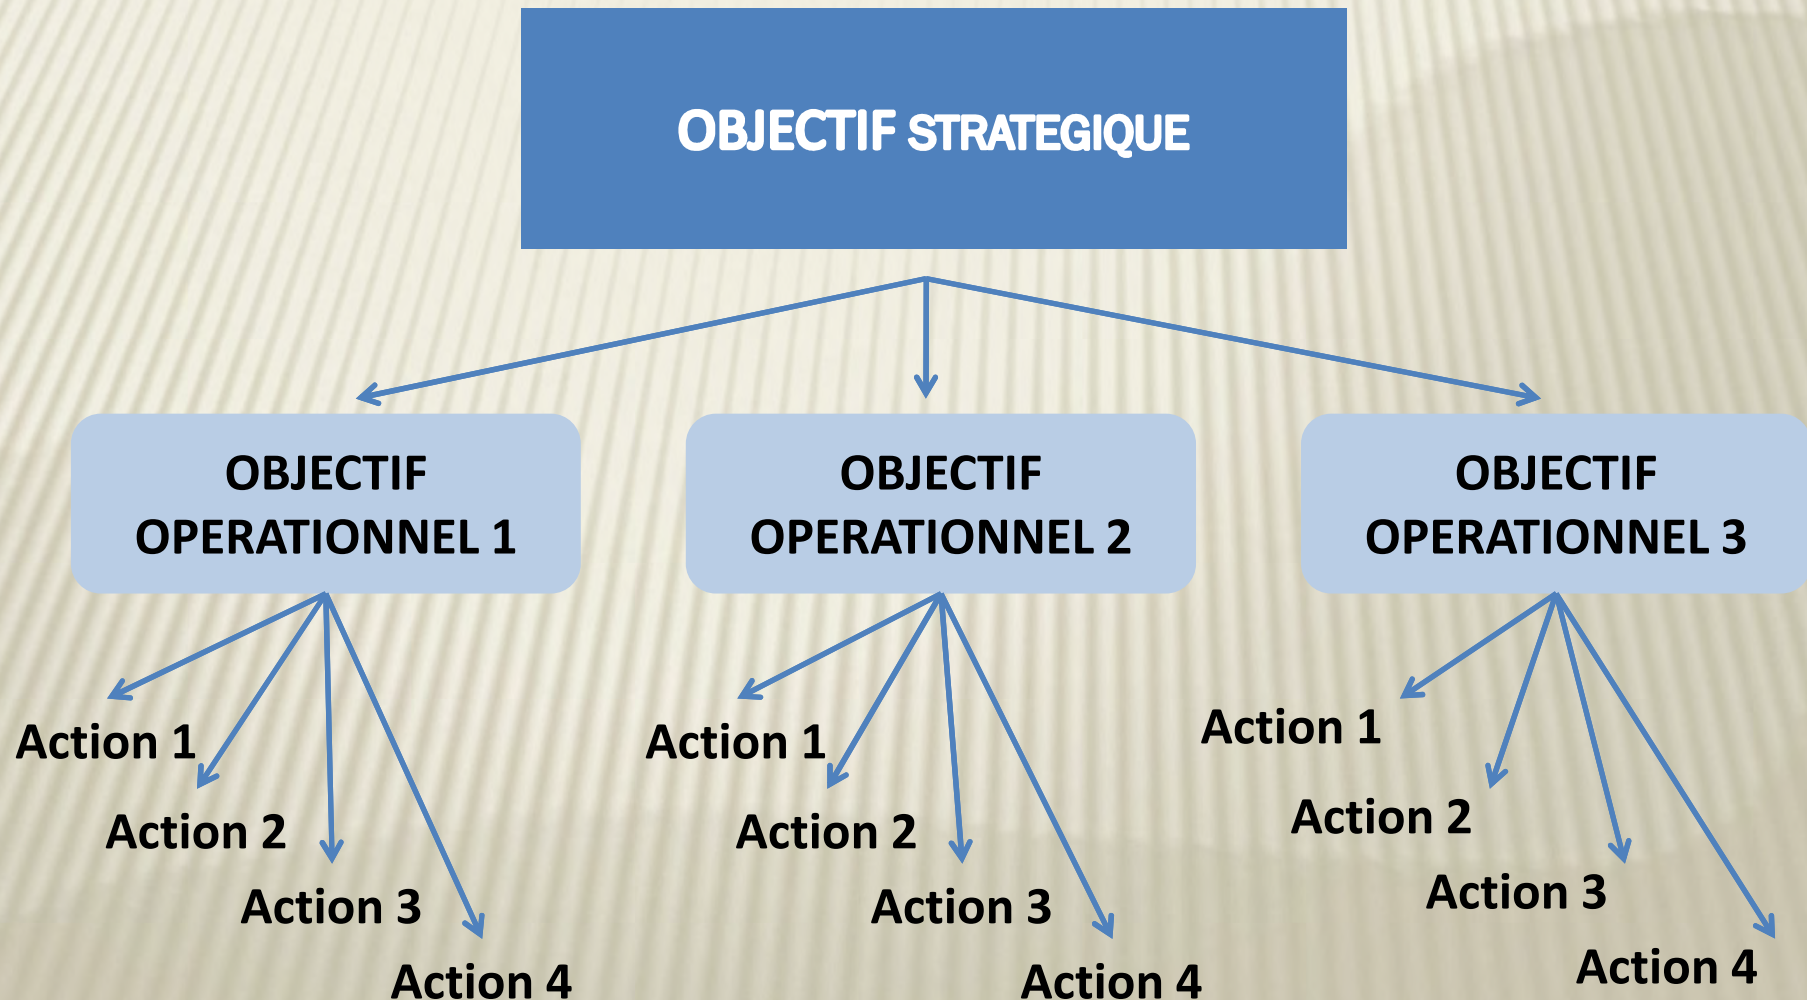 OBJECTIF STRATEGIQUE
OBJECTIF
OPERATIONNEL 1
OBJECTIF
OPERATIONNEL 2
OBJECTIF
OPERATIONNEL 3
Action 1
Action 2
Action 3
Action 4
Action 1
Action 2
Action 3
Action 4
Action 1
Action 2
Action 3
Action 4